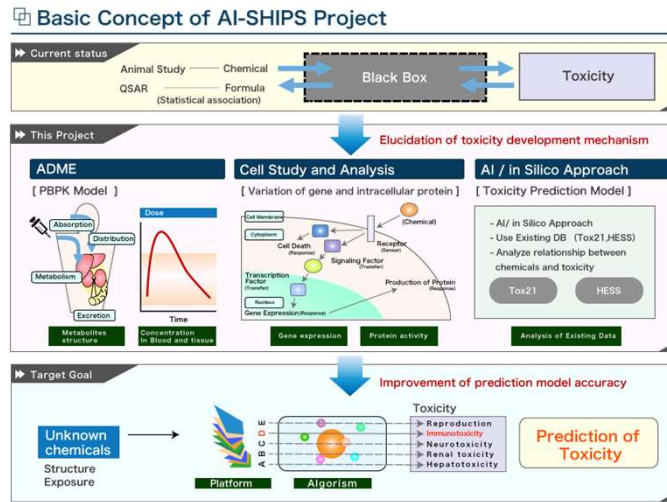 Basic Concept of AI-SHIPS Project
Current status
Animal Study
Chemical
QSAR
Formula
(Statistical association)
Black Box
Toxicity
This Project
Elucidation of toxicity development mechanism
ADME
[ PBPK Model ]
Absorption
Distribution
Metabolism
Excretion
Metabolites
structure
Dose
Time
Concentration
In Blood and tissue
Cell Study and Analysis
[ Variation of gene and intracellular protein ]
Cell Membrane
Cytoplasm
(Chemical)
Cell Death
(Response)
Receptor
(Sensor)
Signaling Factor
(Transfer)
Transcription
Factor
(Transfer)
Production of Protein
(Response)
Nucleus
Gene Expression (Response)
Gene expression
Protein activity
AI / in Silico Approach
[ Toxicity Prediction Model ]
- AI/ in Silico Approach
- Use Existing DB (Tox21,HESS)
- Analyze relationship between
chemicals and toxicity
Tox21
HESS
Analysis of Existing Data
Target Goal
Improvement of prediction model accuracy
Unknown
chemicals
Structure
Exposure
Platform
A B C D E
Algorism
Toxicity
Reproduction
Immunotoxicity
Neurotoxicity
Renal toxicity
Hepatotoxicity
Prediction of
Toxicity